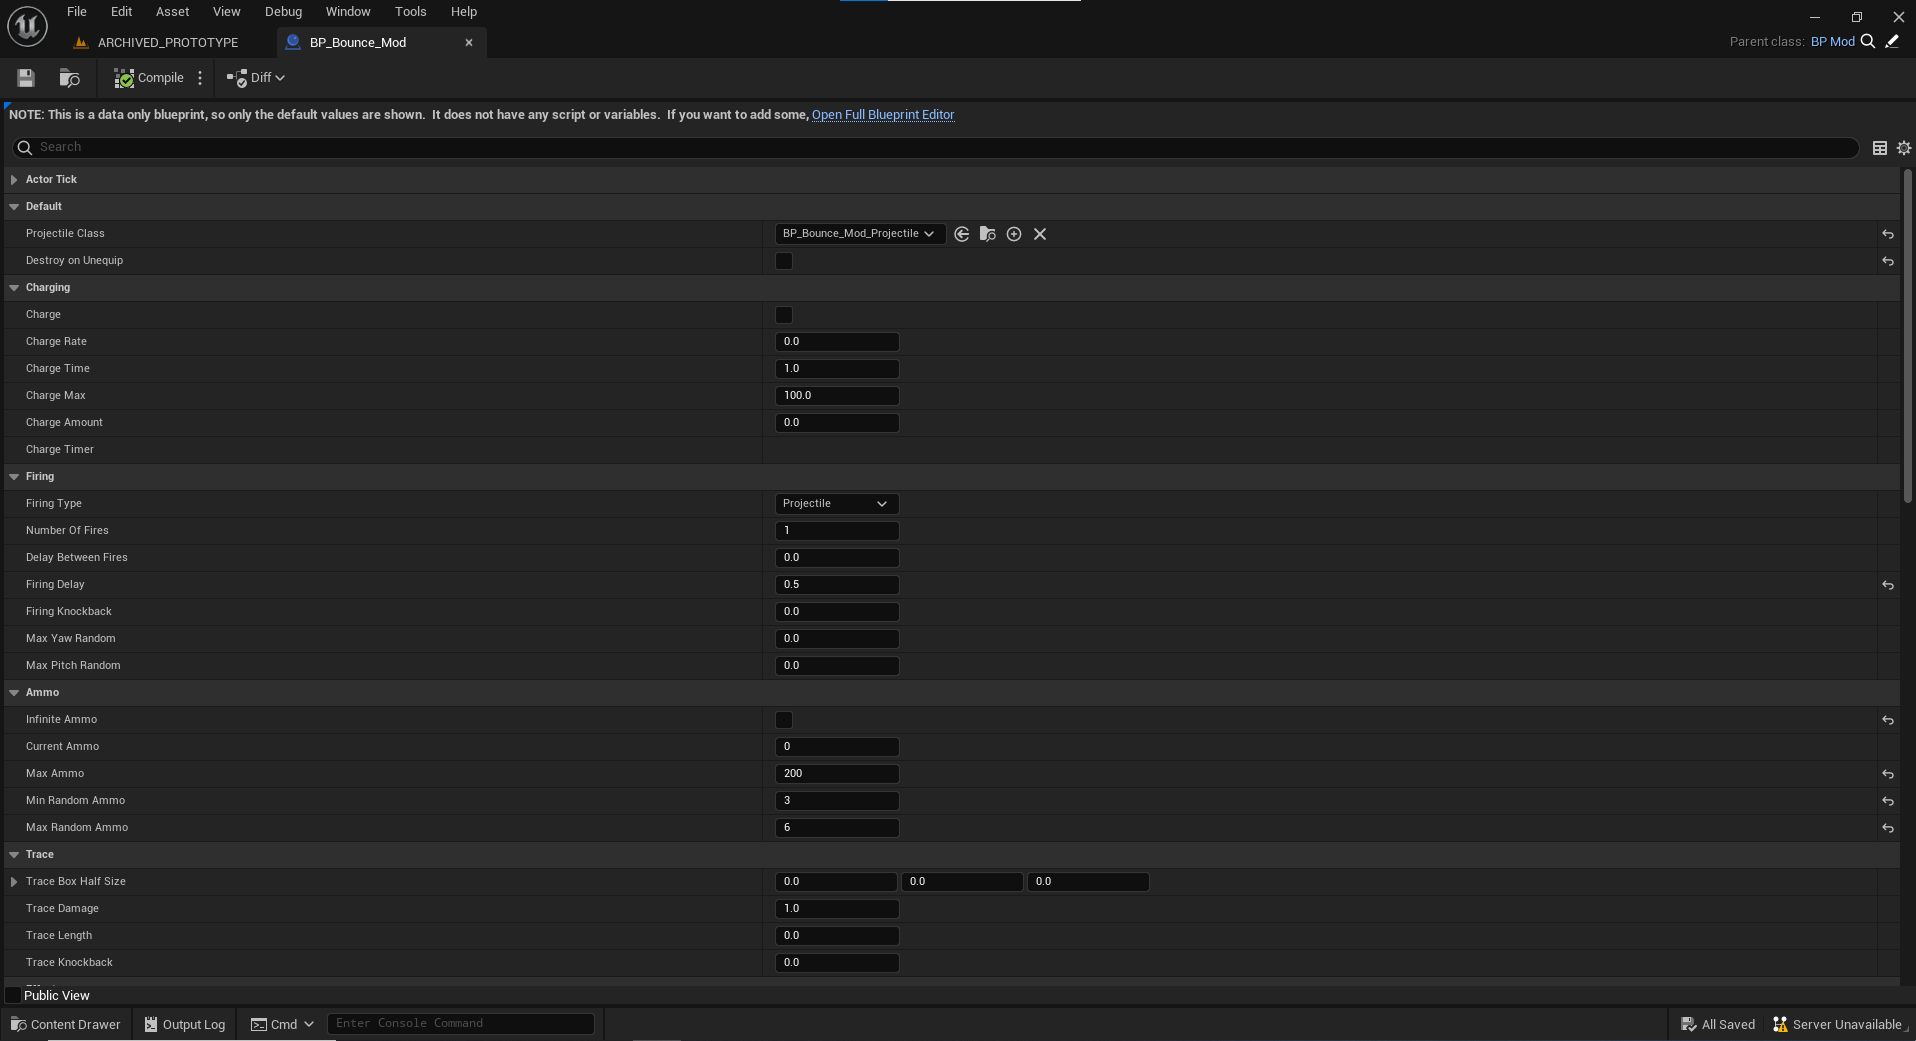 File Edit Asset View Debug Window Tools Help
ARCHIVED_PROTOTYPE BP_Bounce_Mod
Parent class: BP Mod
Compile Diff
NOTE: This is a data only blueprint, so only the default values are shown.  It does not have any script or variables.  If you want to add some, Open Full Blueprint Editor
Search
Actor Tick
Default
Projectile Class BP_Bounce_Mod_Projectile
Destroy on Unequip
Charging
Charge
Charge Rate 0.0
Charge Time 1.0
Charge Max 100.0
Charge Amount 0.0
Charge Timer
Firing
Firing Type Projectile
Number Of Fires 1
Delay Between Fires 0.0
Firing Delay 0.5
Firing Knockback 0.0
Max Yaw Random 0.0
Max Pitch Random 0.0
Ammo
Infinite Ammo
Current Ammo 0
Max Ammo 200
Min Random Ammo 3
Max Random Ammo 6
Trace
Trace Box Half Size 0.0 0.0 0.0
Trace Damage 1.0
Trace Length 0.0
Trace Knockback 0.0
Public View
Content Drawer Output Log Cmd Enter Console Command All Saved Server Unavailable